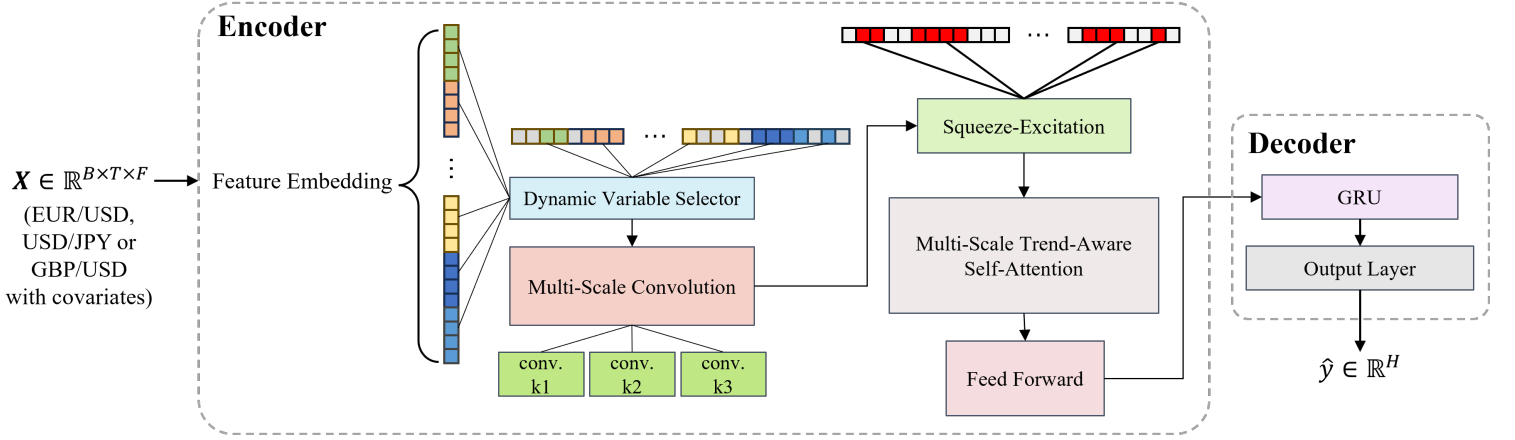 Encoder
X ∈ ℝ^{B×T×F}
(EUR/USD,
USD/JPY or
GBP/USD
with covariates)
Feature Embedding
⋮
⋯
Dynamic Variable Selector
Multi-Scale Convolution
conv.
k1
conv.
k2
conv.
k3
⋯
Squeeze-Excitation
Multi-Scale Trend-Aware
Self-Attention
Feed Forward
Decoder
GRU
Output Layer
ŷ ∈ ℝ^H